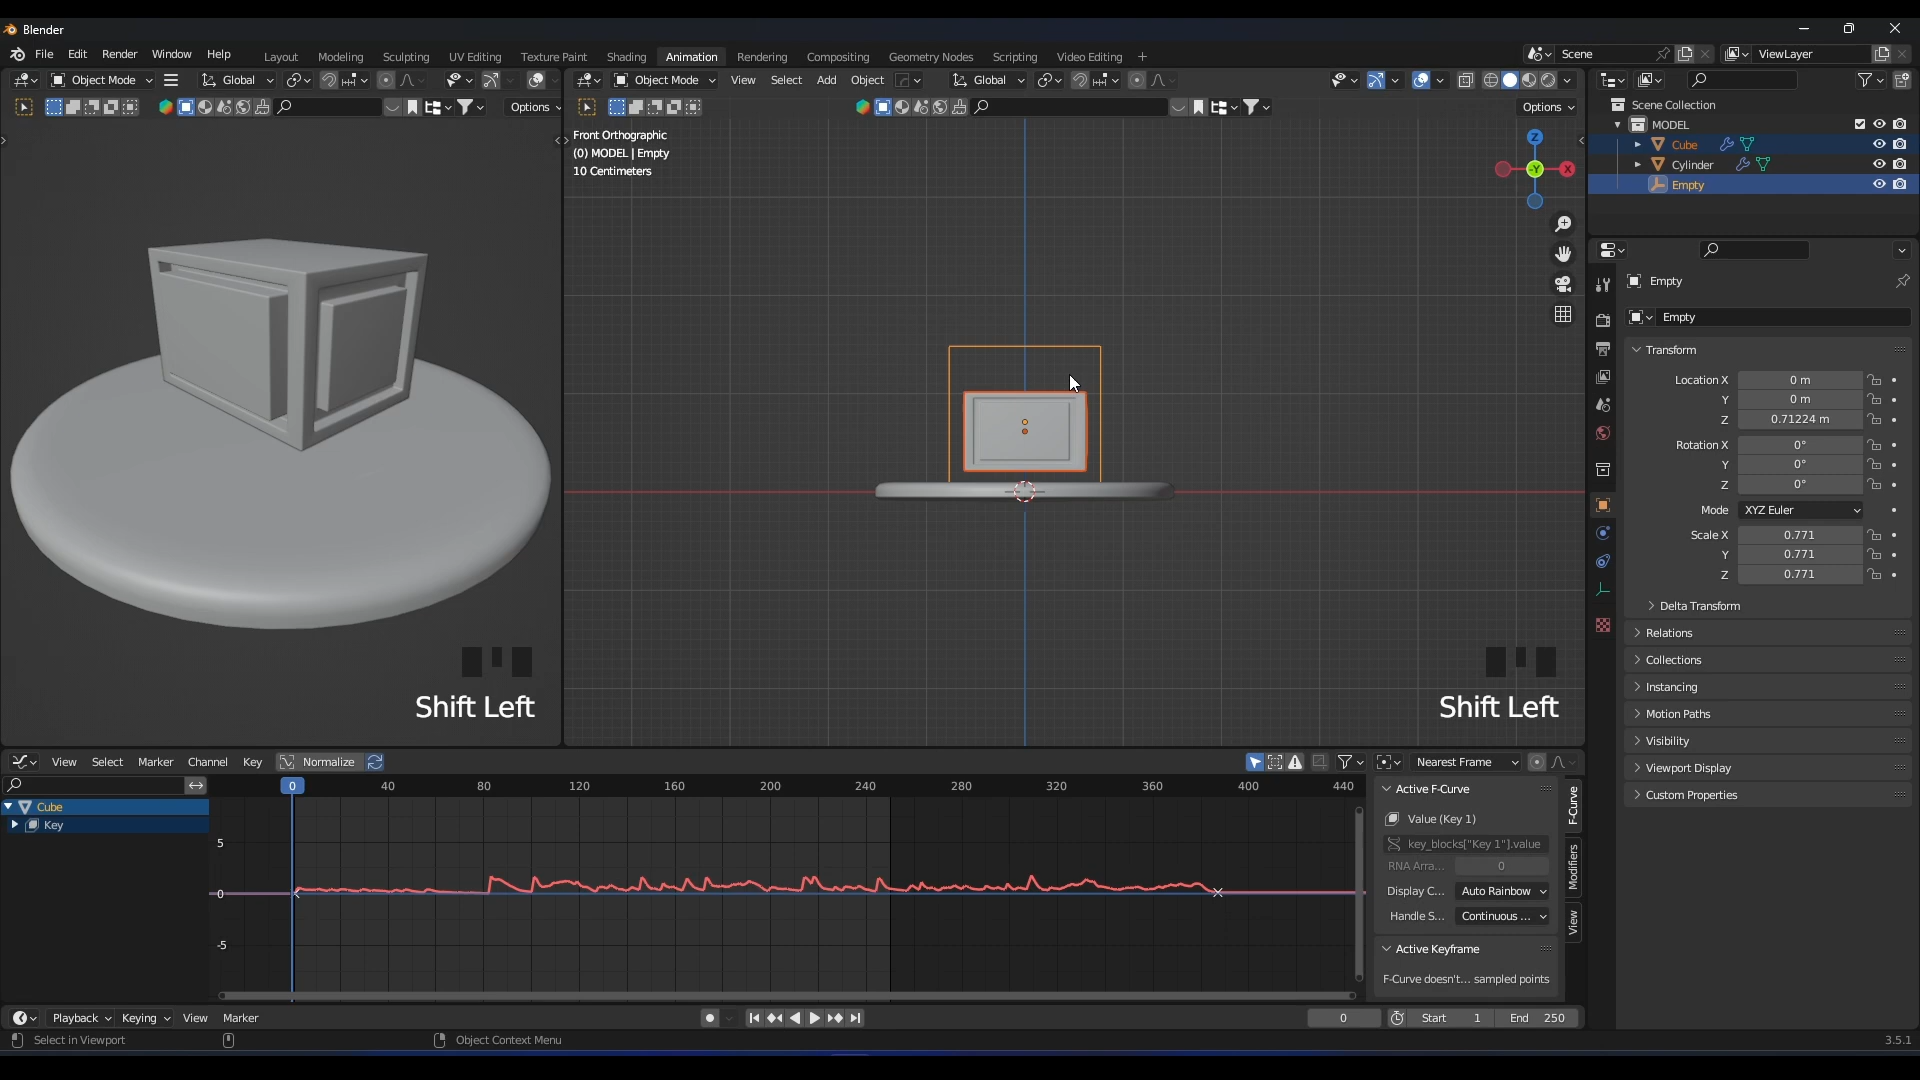 Blender
File Edit Render Window Help Layout Modeling Sculpting UV Editing Texture Paint Shading Animation Rendering Compositing Geometry Nodes Scripting Video Editing + Scene ViewLayer
Object Mode Global Object Mode View Select Add Object Global
Options Options
Front Orthographic
(0) MODEL | Empty
10 Centimeters
Z
-Y X
Shift Left
Shift Left
Scene Collection
MODEL
Cube
Cylinder
Empty
Empty
Empty
Transform
Location X 0 m
Y 0 m
Z 0.71224 m
Rotation X 0°
Y 0°
Z 0°
Mode XYZ Euler
Scale X 0.771
Y 0.771
Z 0.771
Delta Transform
Relations
Collections
Instancing
Motion Paths
Visibility
Viewport Display
Custom Properties
View Select Marker Channel Key Normalize Nearest Frame
0 40 80 120 160 200 240 280 320 360 400 440
Cube
Key
5
0
-5
Active F-Curve
Value (Key 1)
key_blocks["Key 1"].value
RNA Arra... 0
Display C... Auto Rainbow
Handle S... Continuous ...
Active Keyframe
F-Curve doesn't... sampled points
F-Curve
Modifiers
View
Playback Keying View Marker 0 Start 1 End 250
Select in Viewport Object Context Menu 3.5.1